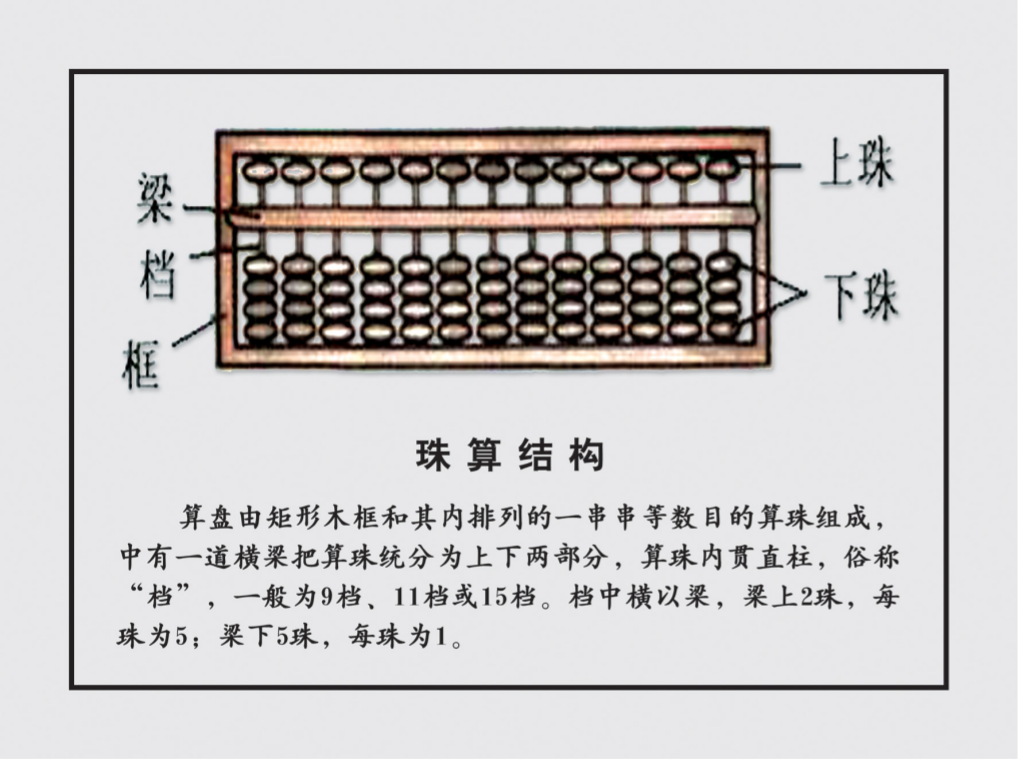 梁
上珠
档
下珠
框
珠算结构
算盘由矩形木框和其内排列的一串串等数目的算珠组成，
中有一道横梁把算珠统分为上下两部分，算珠内贯直柱，俗称
“档”，一般为9档、11档或15档。档中横以梁，梁上2珠，每
珠为5；梁下5珠，每珠为1。